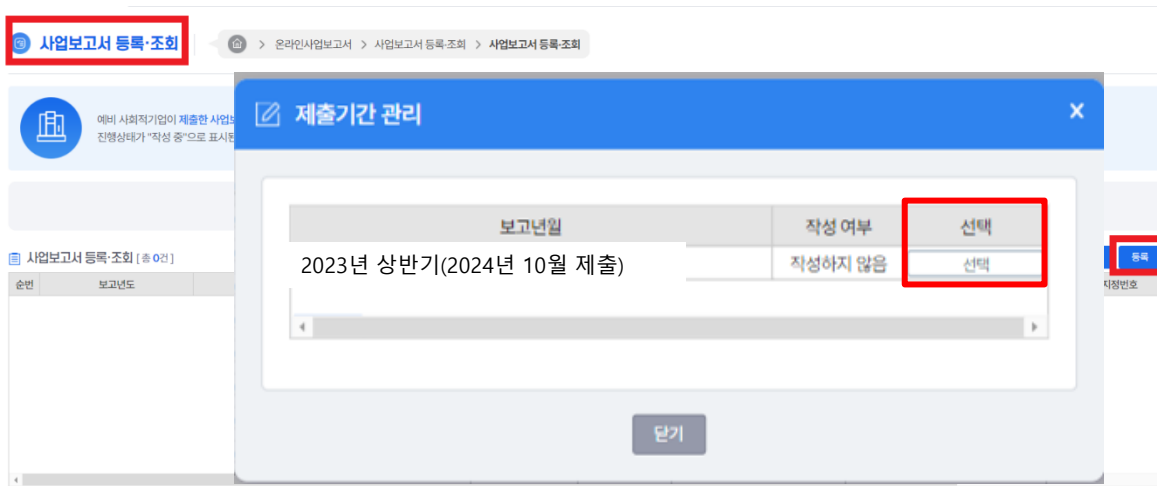 사업보고서 등록·조회
> 온라인사업보고서 > 사업보고서 등록·조회 > 사업보고서 등록·조회
예비 사회적기업이 제출한 사업보
진행상태가 "작성 중"으로 표시된
제출기간 관리
보고년월 작성 여부 선택
2023년 상반기(2024년 10월 제출) 작성하지 않음 선택
닫기
사업보고서 등록·조회 [ 총 0건 ]
등록
순번 보고년도 지정번호